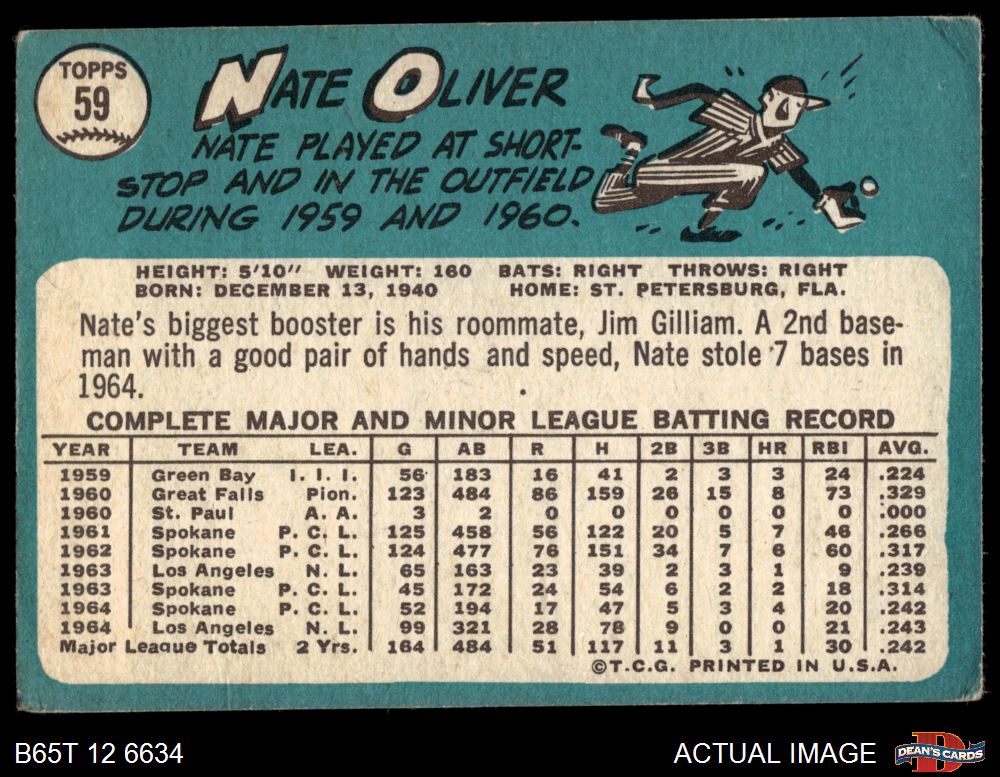 TOPPS
59
NATE OLIVER
NATE PLAYED AT SHORT-
STOP AND IN THE OUTFIELD
DURING 1959 AND 1960.
HEIGHT: 5'10" WEIGHT: 160 BATS: RIGHT THROWS: RIGHT
BORN: DECEMBER 13, 1940 HOME: ST. PETERSBURG, FLA.
Nate's biggest booster is his roommate, Jim Gilliam. A 2nd base-
man with a good pair of hands and speed, Nate stole 7 bases in
1964.
COMPLETE MAJOR AND MINOR LEAGUE BATTING RECORD
YEAR TEAM LEA. G AB R H 2B 3B HR RBI AVG.
1959 Green Bay I. I. I. 56 183 16 41 2 3 3 24 .224
1960 Great Falls Pion. 123 484 86 159 26 15 8 73 .329
1960 St. Paul A. A. 3 2 0 0 0 0 0 0 .000
1961 Spokane P. C. L. 125 458 56 122 20 5 7 46 .266
1962 Spokane P. C. L. 124 477 76 151 34 7 6 60 .317
1963 Los Angeles N. L. 65 163 23 39 2 3 1 9 .239
1963 Spokane P. C. L. 45 172 24 54 6 2 2 18 .314
1964 Spokane P. C. L. 52 194 17 47 5 3 4 20 .242
1964 Los Angeles N. L. 99 321 28 78 9 0 0 21 .243
Major League Totals 2 Yrs. 164 484 51 117 11 3 1 30 .242
©T.C.G. PRINTED IN U.S.A.
B65T 12 6634
ACTUAL IMAGE
D
DEAN'S CARDS